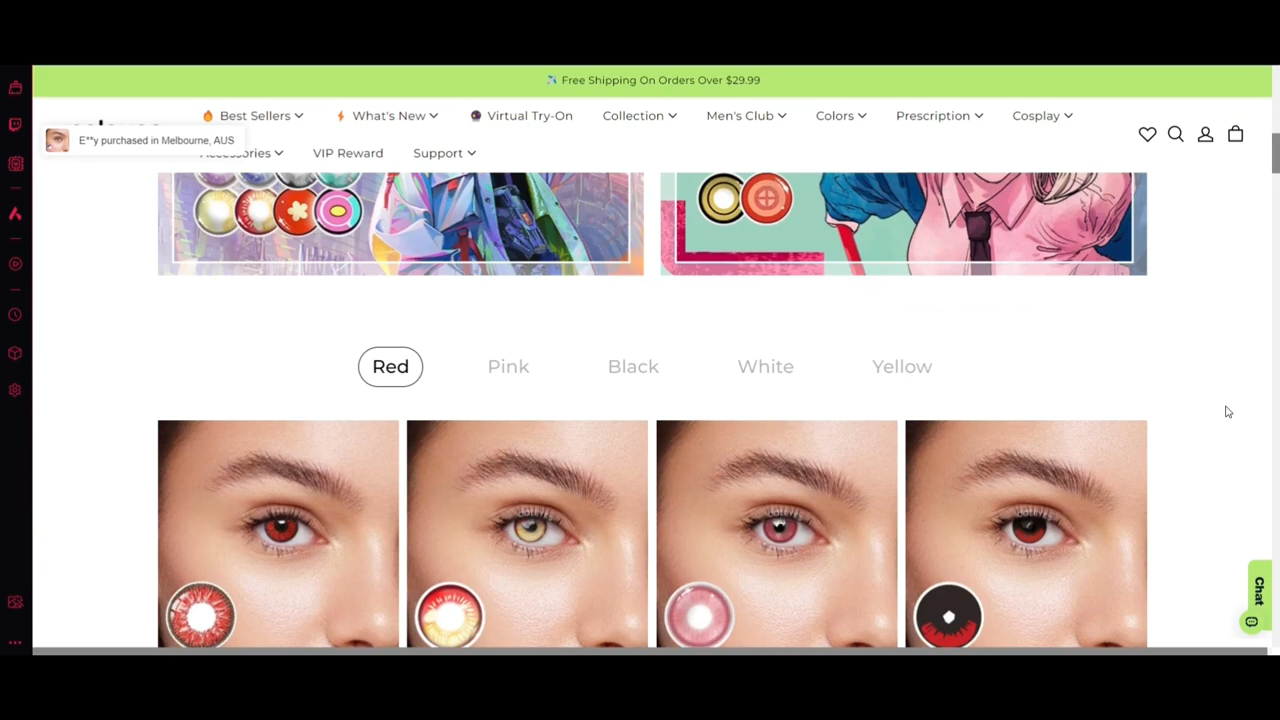 ✈️ Free Shipping On Orders Over $29.99
🔥 Best Sellers
⚡ What's New
🔮 Virtual Try-On
Collection
Men's Club
Colors
Prescription
Cosplay
E**y purchased in Melbourne, AUS
VIP Reward
Support
Red
Pink
Black
White
Yellow
Chat